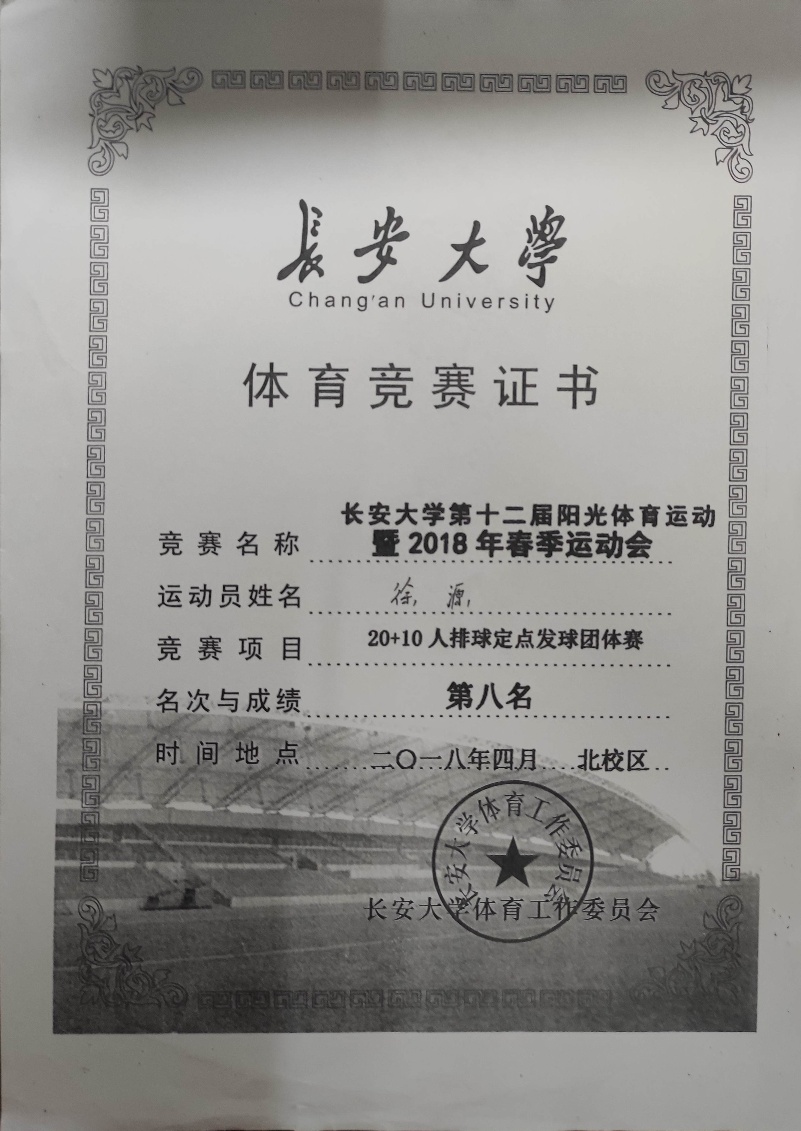 長安大學
Chang'an University
体育竞赛证书
长安大学第十二届阳光体育运动
竞赛名称 暨2018年春季运动会
运动员姓名 徐源
竞赛项目 20+10人排球定点发球团体赛
名次与成绩 第八名
时间地点 二〇一八年四月 北校区
长安大学体育工作委员会
长安大学体育工作委员会